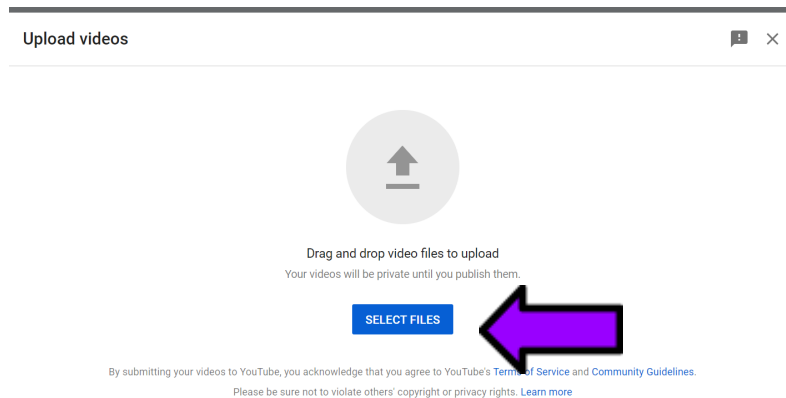 Upload videos
Drag and drop video files to upload
Your videos will be private until you publish them.
SELECT FILES
By submitting your videos to YouTube, you acknowledge that you agree to YouTube's Terms of Service and Community Guidelines.
Please be sure not to violate others' copyright or privacy rights. Learn more